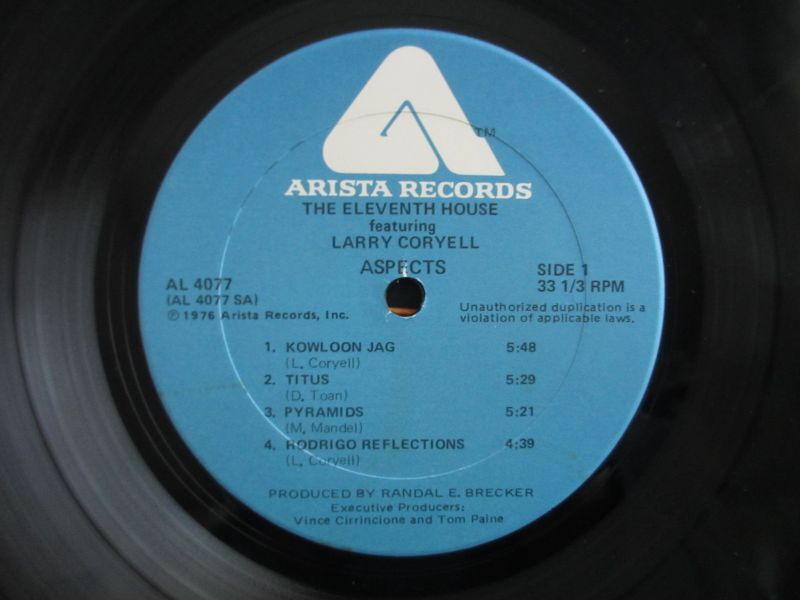 TM
ARISTA RECORDS
THE ELEVENTH HOUSE
featuring
LARRY CORYELL
ASPECTS
AL 4077
(AL 4077 SA)
℗ 1976 Arista Records, Inc.
SIDE 1
33 1/3 RPM
Unauthorized duplication is a
violation of applicable laws.
1. KOWLOON JAG 5:48
(L. Coryell)
2. TITUS 5:29
(D. Toan)
3. PYRAMIDS 5:21
(M. Mandel)
4. RODRIGO REFLECTIONS 4:39
(L. Coryell)
PRODUCED BY RANDAL E. BRECKER
Executive Producers:
Vince Cirrincione and Tom Paine